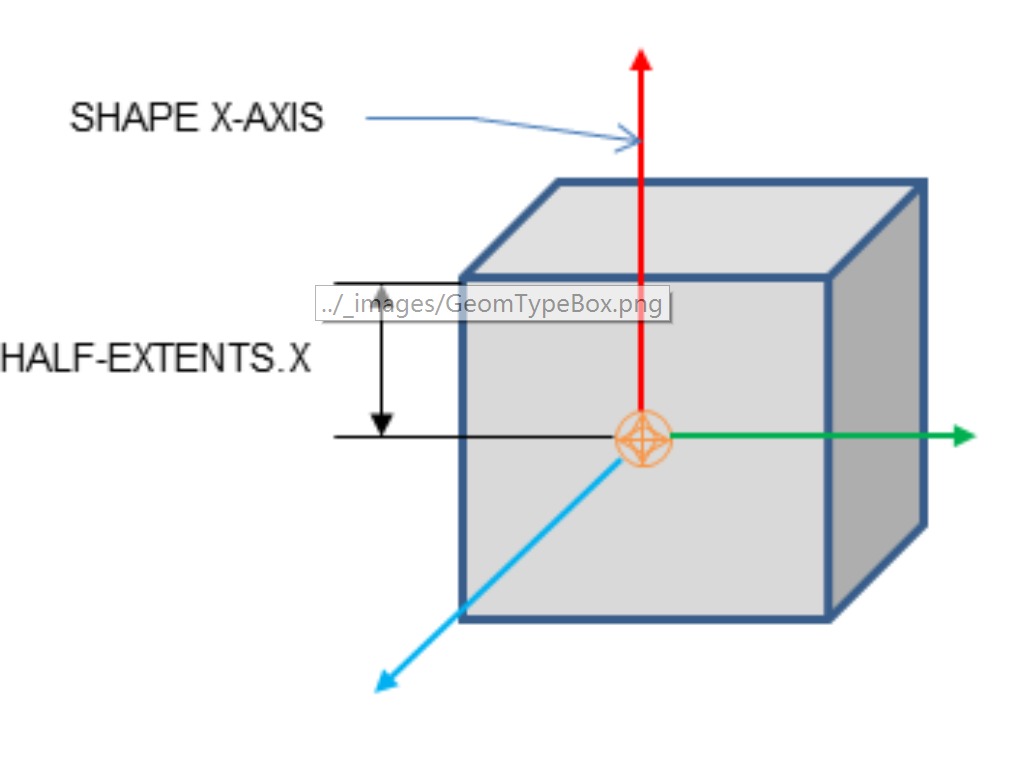 SHAPE X-AXIS
../_images/GeomTypeBox.png
HALF-EXTENTS.X